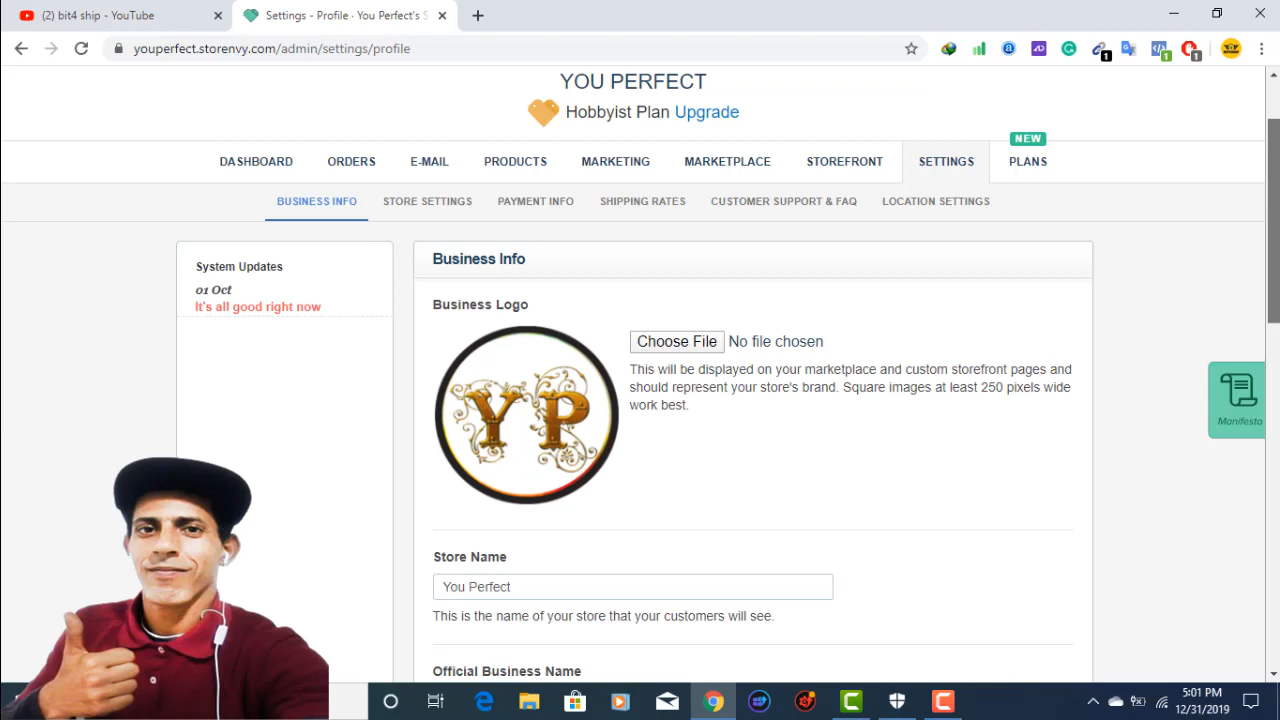 (2) bit4 ship - YouTube
Settings - Profile · You Perfect's S
youperfect.storenvy.com/admin/settings/profile
1
1
1
YOU PERFECT
Hobbyist Plan Upgrade
NEW
DASHBOARD ORDERS E-MAIL PRODUCTS MARKETING MARKETPLACE STOREFRONT SETTINGS PLANS
BUSINESS INFO STORE SETTINGS PAYMENT INFO SHIPPING RATES CUSTOMER SUPPORT & FAQ LOCATION SETTINGS
System Updates
01 Oct
It's all good right now
Business Info
Business Logo
YP
Choose File No file chosen
This will be displayed on your marketplace and custom storefront pages and
should represent your store's brand. Square images at least 250 pixels wide
work best.
Manifesto
Store Name
You Perfect
This is the name of your store that your customers will see.
Official Business Name
5:01 PM
12/31/2019